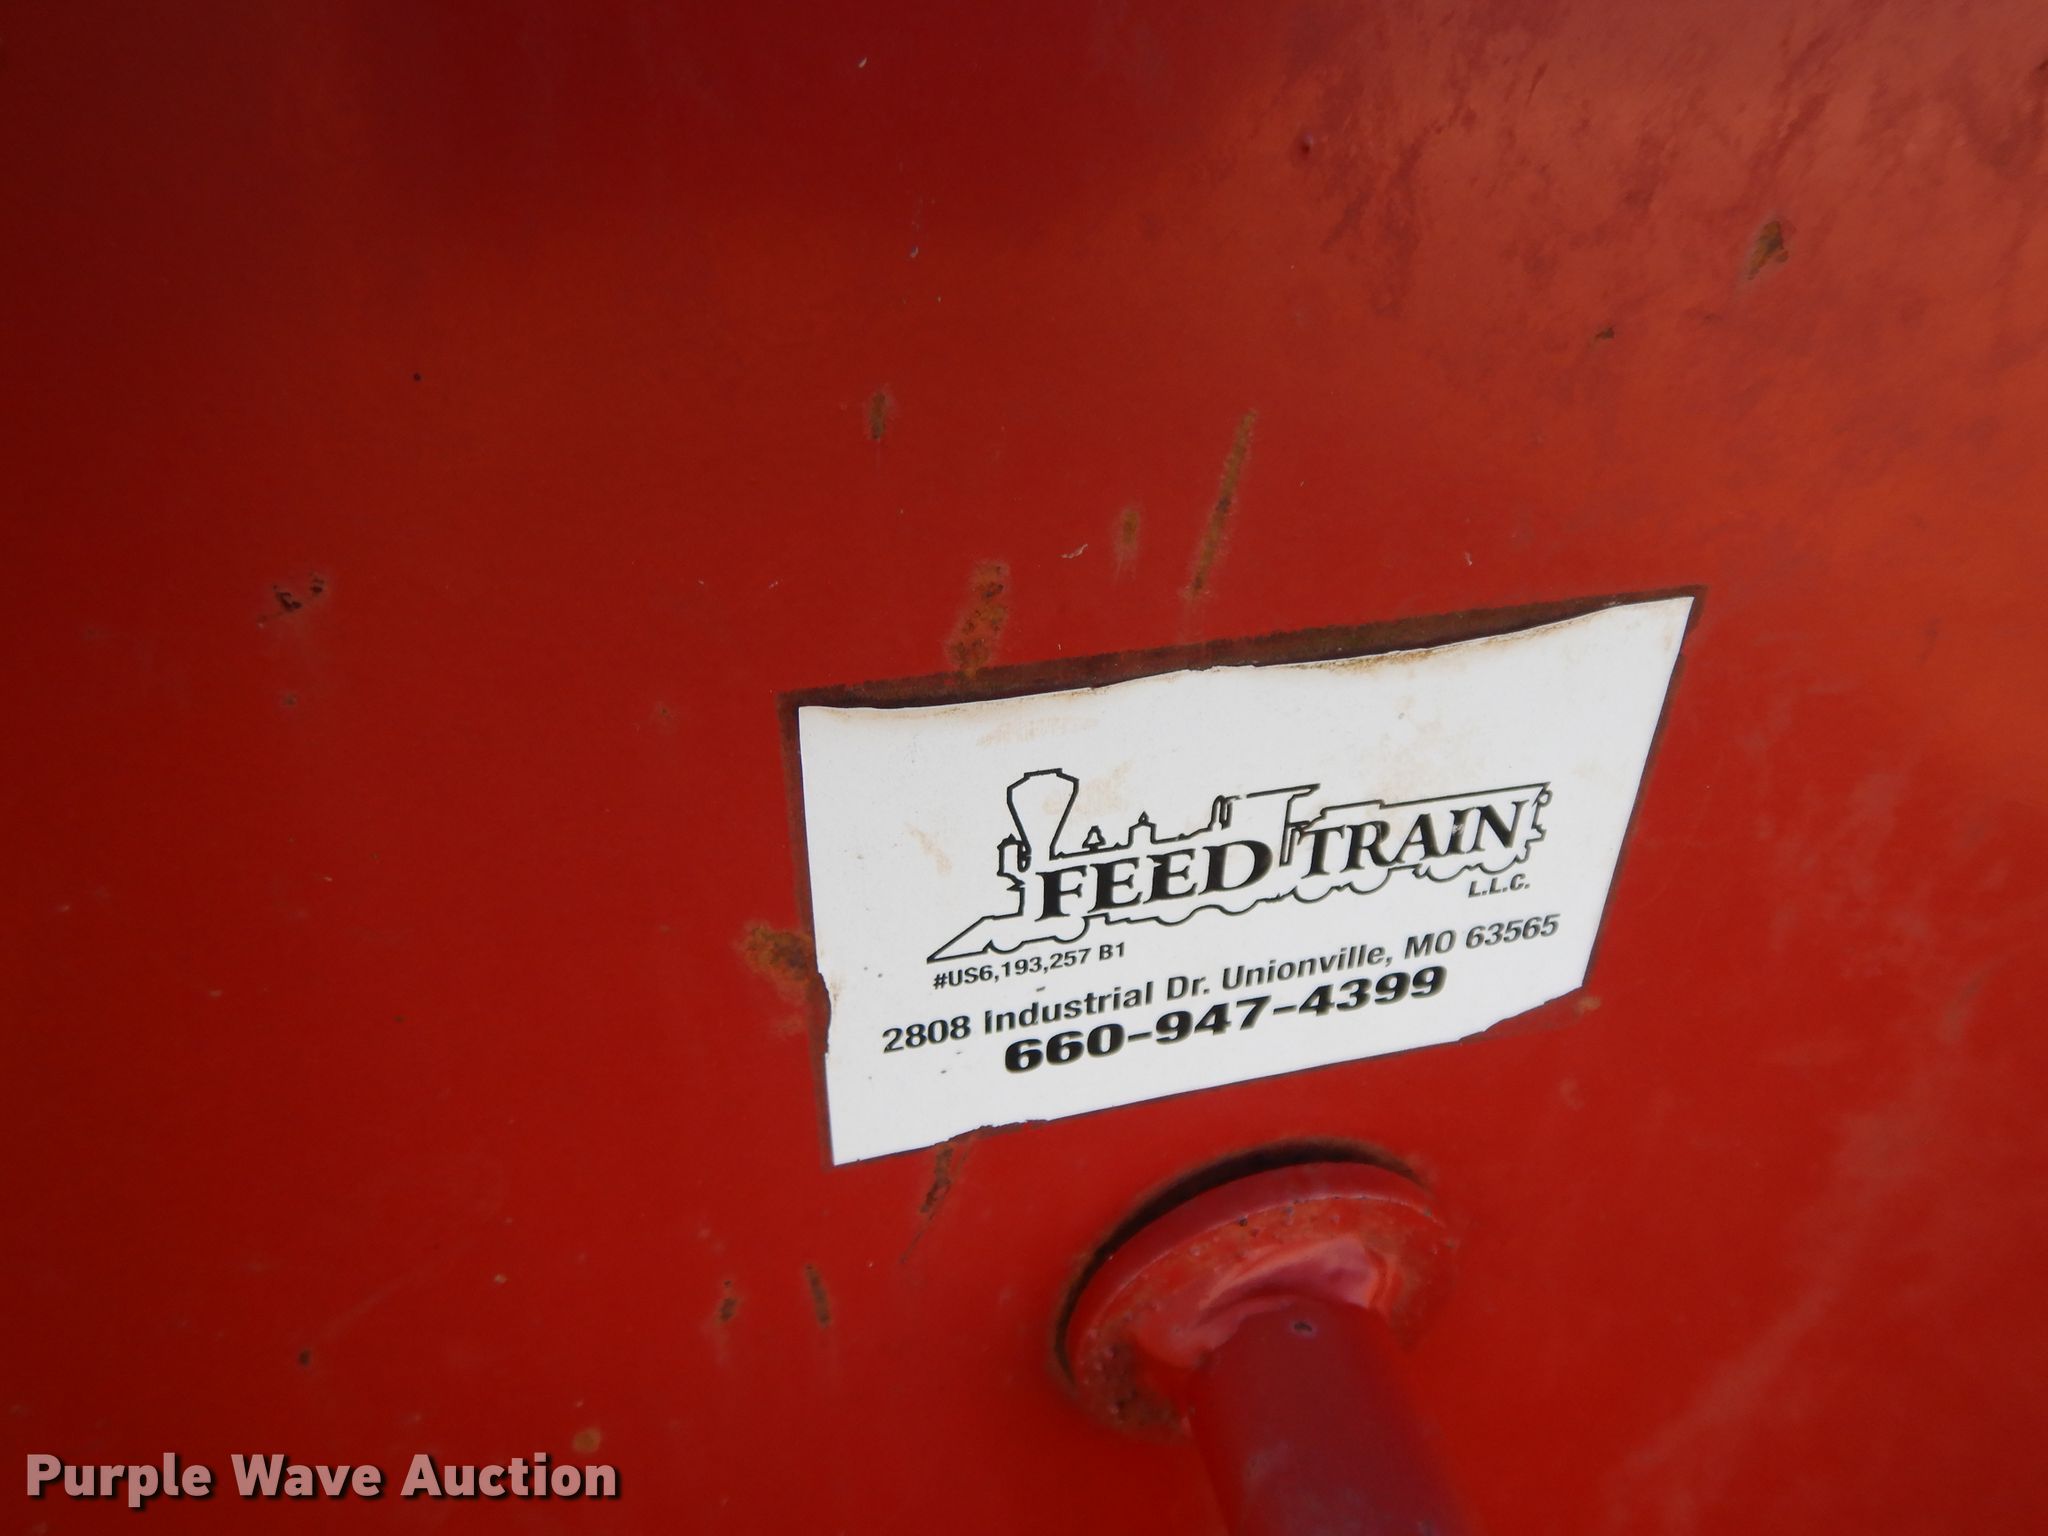 FEED TRAIN
L.L.C.
#US6,193,257 B1
2808 Industrial Dr. Unionville, MO 63565
660-947-4399
Purple Wave Auction